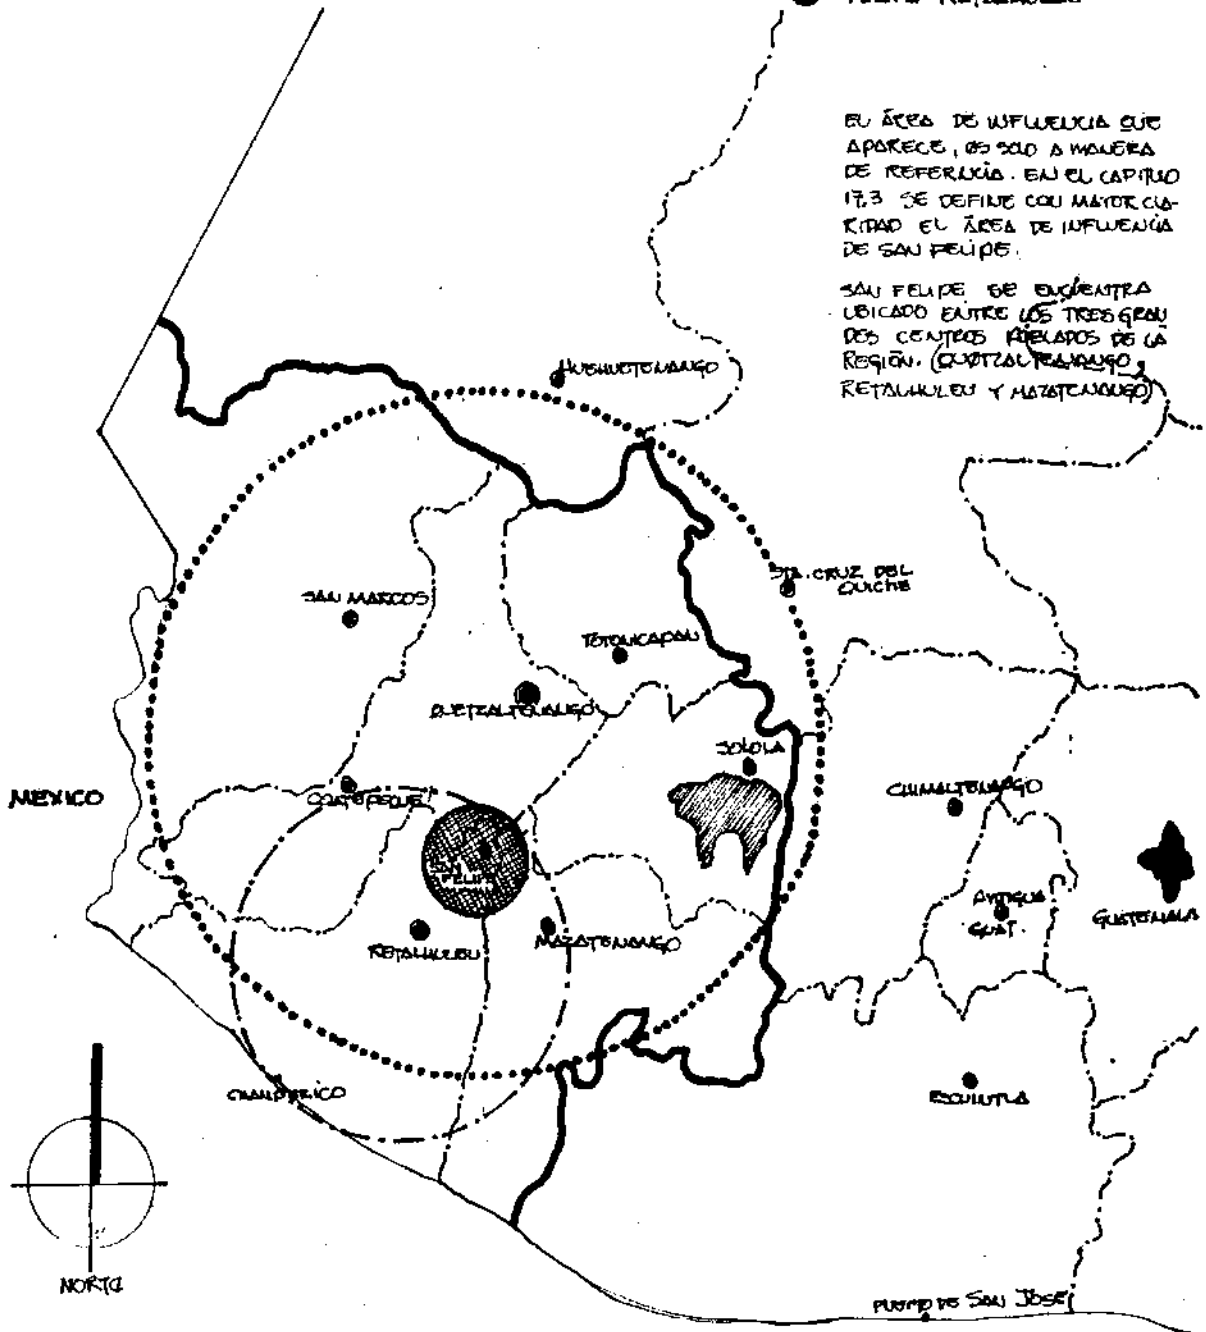 EL ÁREA DE INFLUENCIA QUE
APARECE, ES SOLO A MANERA
DE REFERENCIA. EN EL CAPITULO
17.3 SE DEFINE CON MAYOR CLA-
RIDAD EL ÁREA DE INFLUENCIA
DE SAN FELIPE.
SAN FELIPE SE ENCUENTRA
UBICADO ENTRE LOS TRES GRAN
DES CENTROS POBLADOS DE LA
REGIÓN. (QUETZALTENANGO,
RETALHULEU Y MAZATENANGO)
HUEHUETENANGO
STA. CRUZ DEL
QUICHE
SAN MARCOS
TOTONICAPAN
QUETZALTENANGO
SOLOLA
MEXICO
COATEPEQUE
CHIMALTENANGO
SAN
FELIPE
ANTIGUA
GUAT.
GUATEMALA
RETALHULEU
MAZATENANGO
CHAMPERICO
ESCUINTLA
NORTE
PUERTO DE SAN JOSE